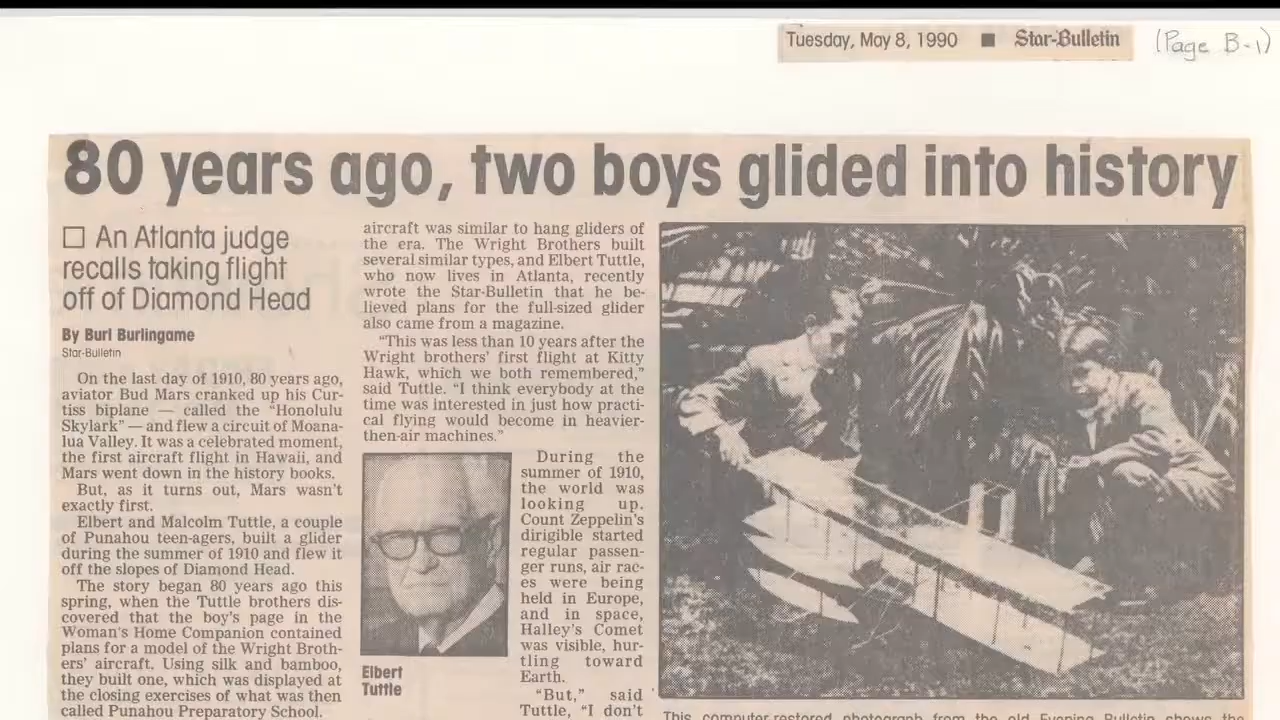 Tuesday, May 8, 1990 ■ Star-Bulletin (Page B-1)
80 years ago, two boys glided into history
□ An Atlanta judge
recalls taking flight
off of Diamond Head
By Burl Burlingame
Star-Bulletin
On the last day of 1910, 80 years ago,
aviator Bud Mars cranked up his Cur-
tiss biplane — called the “Honolulu
Skylark” — and flew a circuit of Moana-
lua Valley. It was a celebrated moment,
the first aircraft flight in Hawaii, and
Mars went down in the history books.
But, as it turns out, Mars wasn't
exactly first.
Elbert and Malcolm Tuttle, a couple
of Punahou teen-agers, built a glider
during the summer of 1910 and flew it
off the slopes of Diamond Head.
The story began 80 years ago this
spring, when the Tuttle brothers dis-
covered that the boy's page in the
Woman's Home Companion contained
plans for a model of the Wright Broth-
ers' aircraft. Using silk and bamboo,
they built one, which was displayed at
the closing exercises of what was then
called Punahou Preparatory School.
aircraft was similar to hang gliders of
the era. The Wright Brothers built
several similar types, and Elbert Tuttle,
who now lives in Atlanta, recently
wrote the Star-Bulletin that he be-
lieved plans for the full-sized glider
also came from a magazine.
“This was less than 10 years after the
Wright brothers' first flight at Kitty
Hawk, which we both remembered,”
said Tuttle. “I think everybody at the
time was interested in just how practi-
cal flying would become in heavier-
then-air machines.”
Elbert
Tuttle
During the
summer of 1910,
the world was
looking up.
Count Zeppelin's
dirigible started
regular passen-
ger runs, air rac-
es were being
held in Europe,
and in space,
Halley's Comet
was visible, hur-
tling toward
Earth.
“But,” said
Tuttle, “I don't
This computer-restored photograph from the old Evening Bulletin shows the